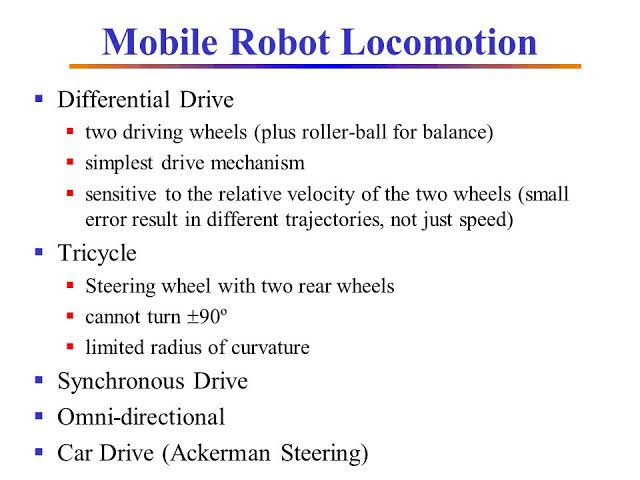 Mobile Robot Locomotion
▪ Differential Drive
▪ two driving wheels (plus roller-ball for balance)
▪ simplest drive mechanism
▪ sensitive to the relative velocity of the two wheels (small
error result in different trajectories, not just speed)
▪ Tricycle
▪ Steering wheel with two rear wheels
▪ cannot turn ±90º
▪ limited radius of curvature
▪ Synchronous Drive
▪ Omni-directional
▪ Car Drive (Ackerman Steering)